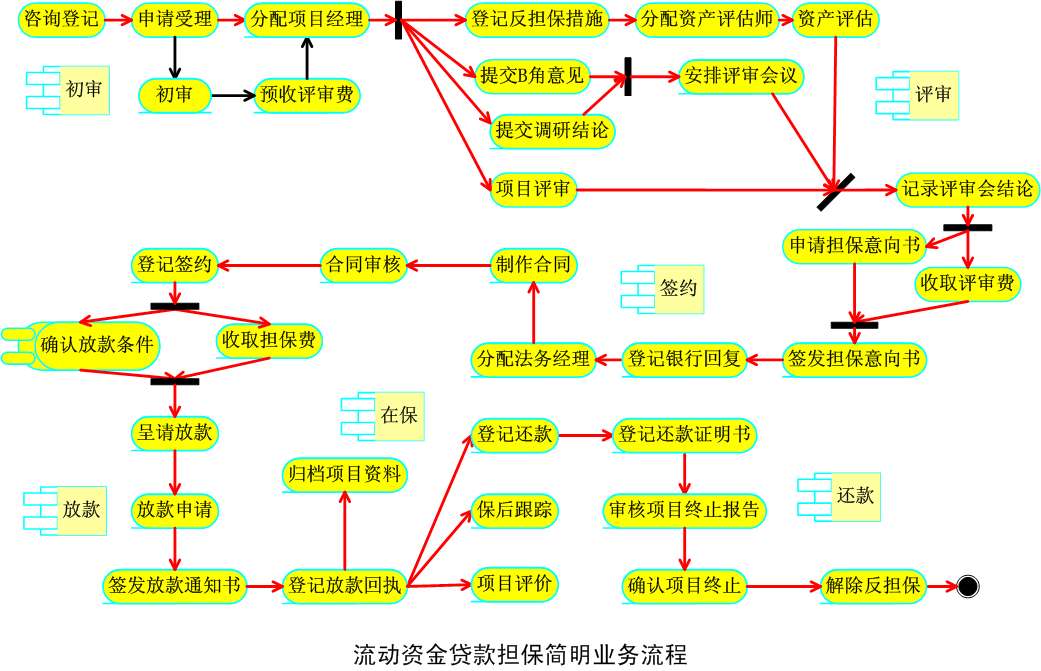 咨询登记
申请受理
分配项目经理
登记反担保措施
分配资产评估师
资产评估
初审
初审
预收评审费
提交B角意见
安排评审会议
评审
提交调研结论
项目评审
记录评审会结论
登记签约
合同审核
制作合同
签约
申请担保意向书
收取评审费
确认放款条件
收取担保费
分配法务经理
登记银行回复
签发担保意向书
在保
呈请放款
登记还款
登记还款证明书
归档项目资料
放款
放款申请
保后跟踪
审核项目终止报告
还款
签发放款通知书
登记放款回执
项目评价
确认项目终止
解除反担保
流动资金贷款担保简明业务流程